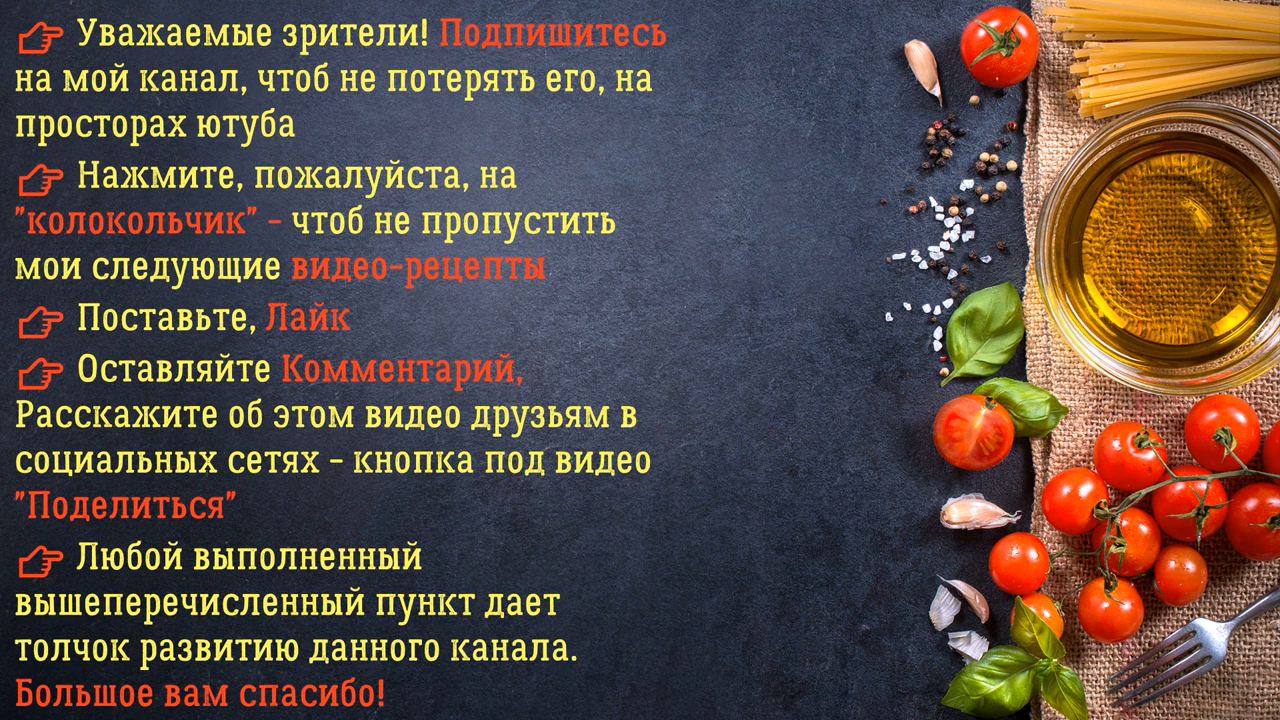 👉 Уважаемые зрители! Подпишитесь
на мой канал, чтоб не потерять его, на
просторах ютуба
👉 Нажмите, пожалуйста, на
"колокольчик" - чтоб не пропустить
мои следующие видео-рецепты
👉 Поставьте, Лайк
👉 Оставляйте Комментарий,
Расскажите об этом видео друзьям в
социальных сетях - кнопка под видео
"Поделиться"
👉 Любой выполненный
вышеперечисленный пункт дает
толчок развитию данного канала.
Большое вам спасибо!